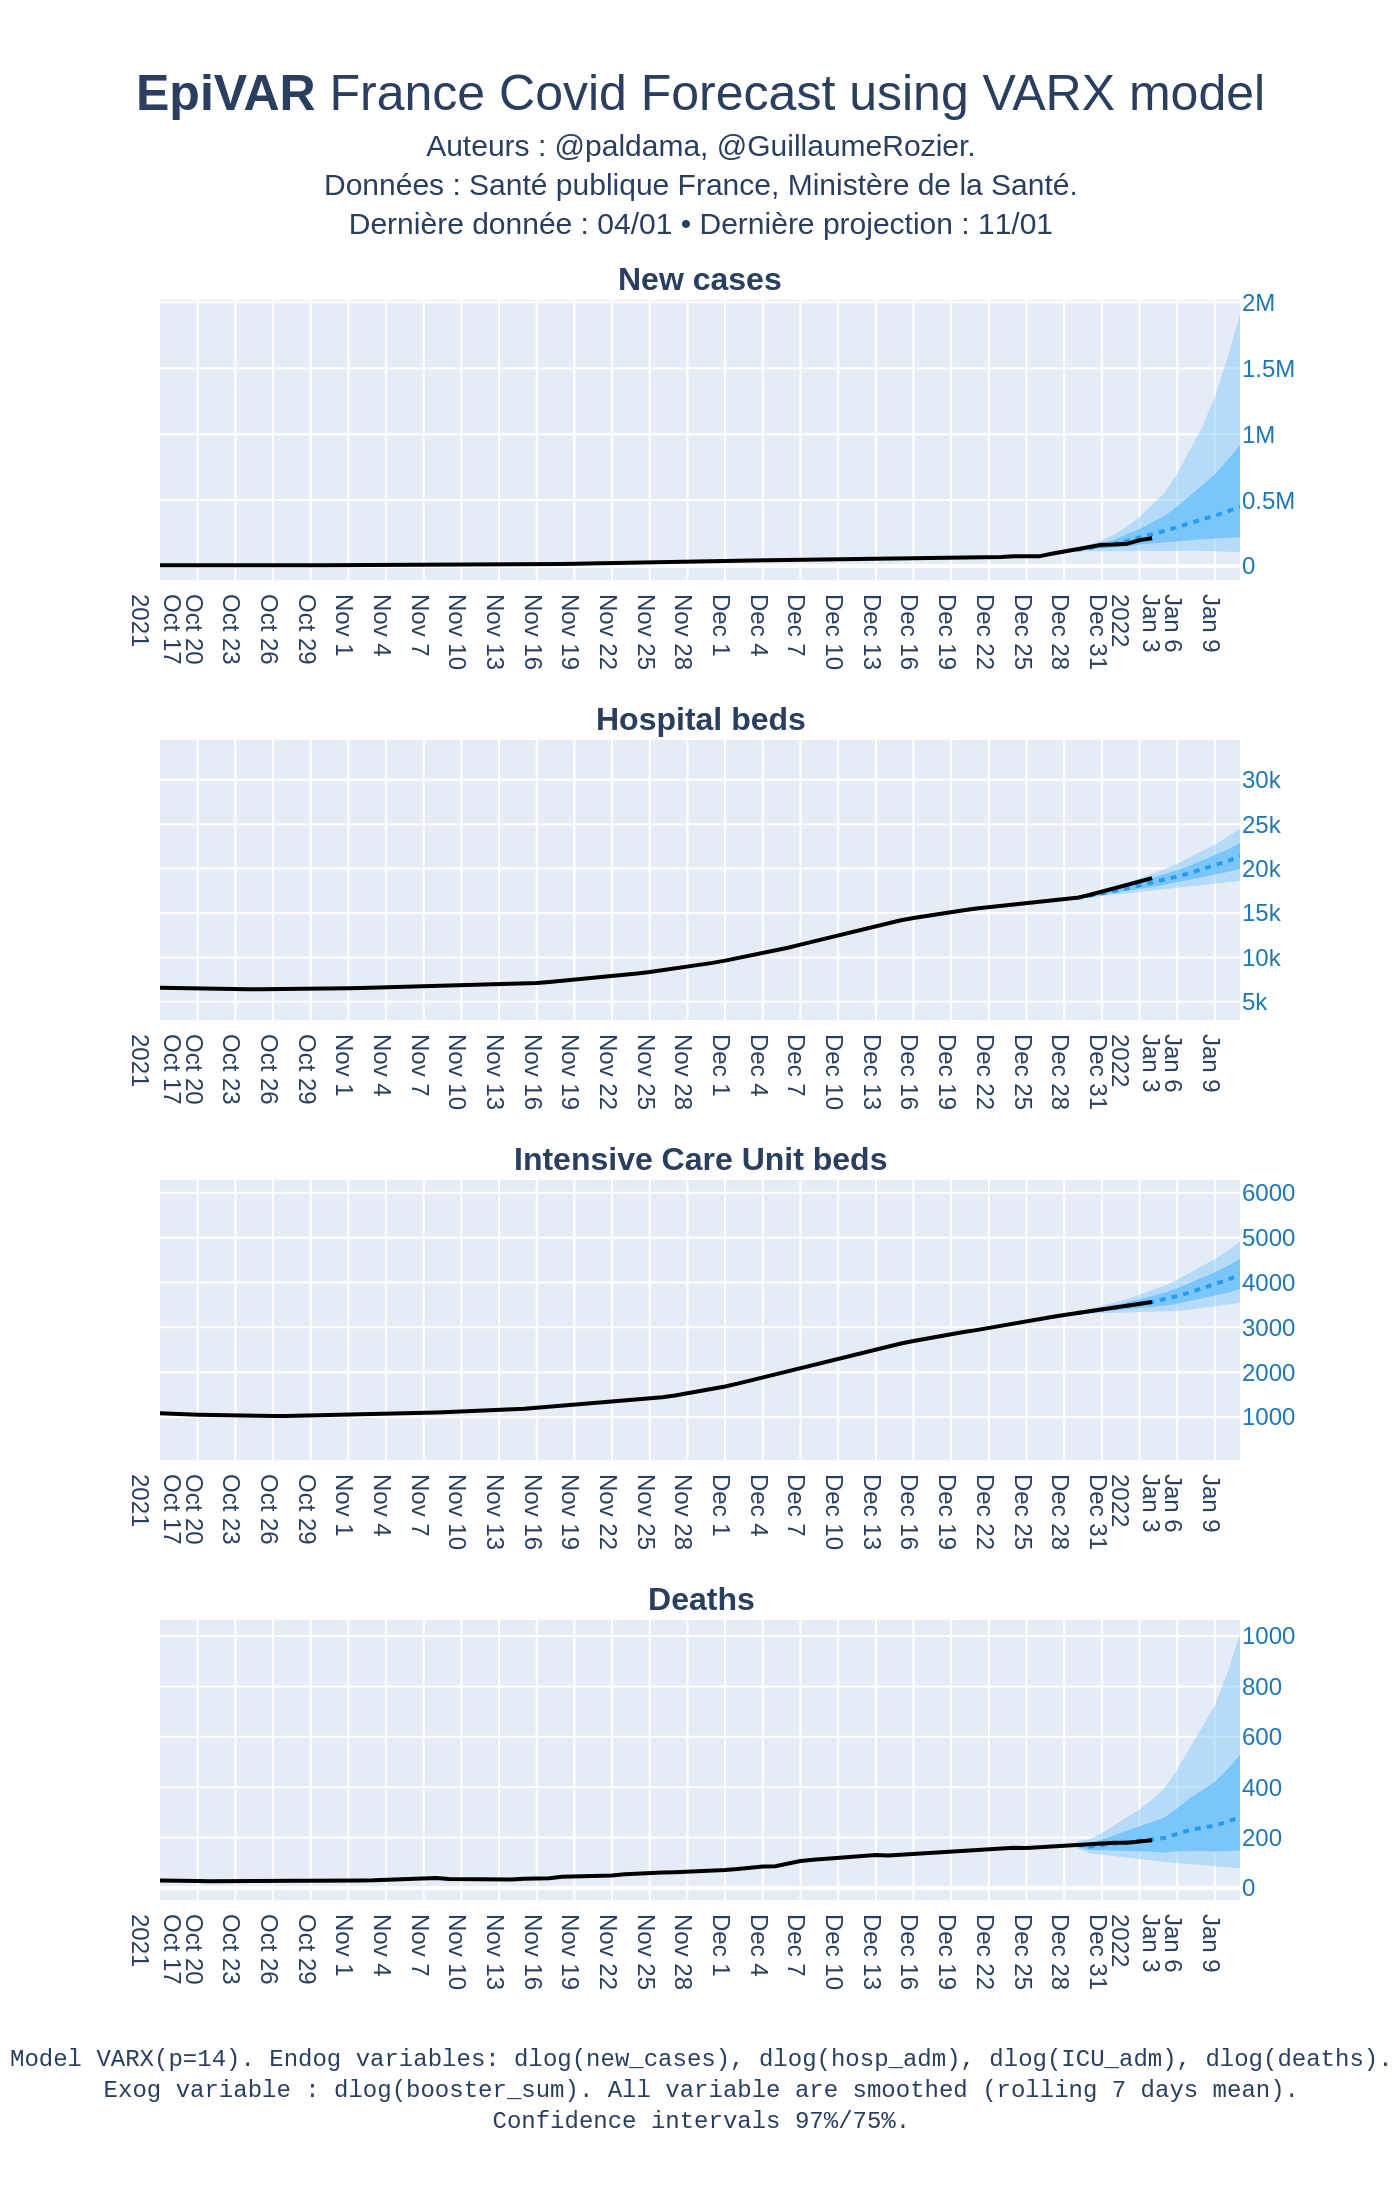 EpiVAR France Covid Forecast using VARX model
Auteurs : @paldama, @GuillaumeRozier.
Données : Santé publique France, Ministère de la Santé.
Dernière donnée : 04/01 • Dernière projection : 11/01
New cases
2M
1.5M
1M
0.5M
0
Oct 17
2021
Oct 20
Oct 23
Oct 26
Oct 29
Nov 1
Nov 4
Nov 7
Nov 10
Nov 13
Nov 16
Nov 19
Nov 22
Nov 25
Nov 28
Dec 1
Dec 4
Dec 7
Dec 10
Dec 13
Dec 16
Dec 19
Dec 22
Dec 25
Dec 28
Dec 31
Jan 3
2022
Jan 6
Jan 9
Hospital beds
30k
25k
20k
15k
10k
5k
Oct 17
2021
Oct 20
Oct 23
Oct 26
Oct 29
Nov 1
Nov 4
Nov 7
Nov 10
Nov 13
Nov 16
Nov 19
Nov 22
Nov 25
Nov 28
Dec 1
Dec 4
Dec 7
Dec 10
Dec 13
Dec 16
Dec 19
Dec 22
Dec 25
Dec 28
Dec 31
Jan 3
2022
Jan 6
Jan 9
Intensive Care Unit beds
6000
5000
4000
3000
2000
1000
Oct 17
2021
Oct 20
Oct 23
Oct 26
Oct 29
Nov 1
Nov 4
Nov 7
Nov 10
Nov 13
Nov 16
Nov 19
Nov 22
Nov 25
Nov 28
Dec 1
Dec 4
Dec 7
Dec 10
Dec 13
Dec 16
Dec 19
Dec 22
Dec 25
Dec 28
Dec 31
Jan 3
2022
Jan 6
Jan 9
Deaths
1000
800
600
400
200
0
Oct 17
2021
Oct 20
Oct 23
Oct 26
Oct 29
Nov 1
Nov 4
Nov 7
Nov 10
Nov 13
Nov 16
Nov 19
Nov 22
Nov 25
Nov 28
Dec 1
Dec 4
Dec 7
Dec 10
Dec 13
Dec 16
Dec 19
Dec 22
Dec 25
Dec 28
Dec 31
Jan 3
2022
Jan 6
Jan 9
Model VARX(p=14). Endog variables: dlog(new_cases), dlog(hosp_adm), dlog(ICU_adm), dlog(deaths).
Exog variable : dlog(booster_sum). All variable are smoothed (rolling 7 days mean).
Confidence intervals 97%/75%.